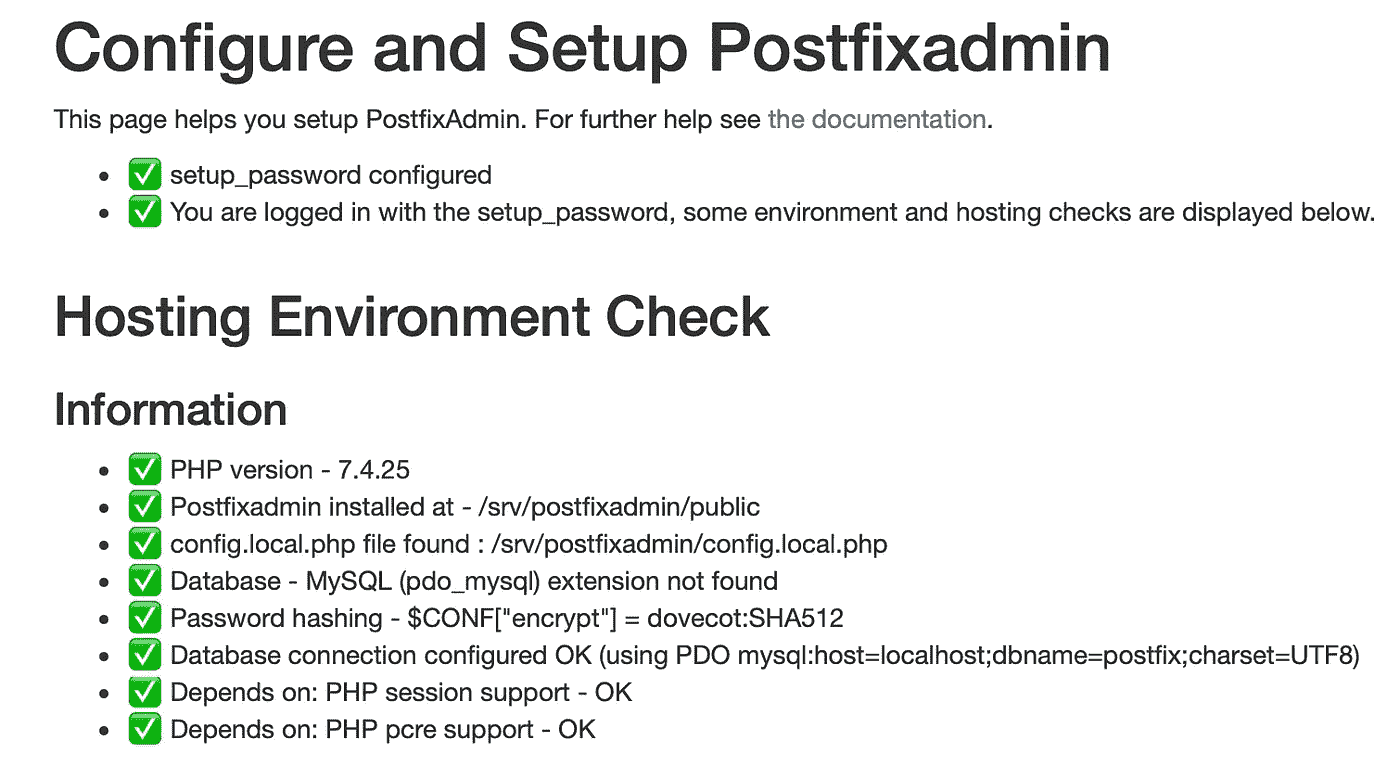 Configure and Setup Postfixadmin
This page helps you setup PostfixAdmin. For further help see the documentation.
• ✅ setup_password configured
• ✅ You are logged in with the setup_password, some environment and hosting checks are displayed below.
Hosting Environment Check
Information
• ✅ PHP version - 7.4.25
• ✅ Postfixadmin installed at - /srv/postfixadmin/public
• ✅ config.local.php file found : /srv/postfixadmin/config.local.php
• ✅ Database - MySQL (pdo_mysql) extension not found
• ✅ Password hashing - $CONF["encrypt"] = dovecot:SHA512
• ✅ Database connection configured OK (using PDO mysql:host=localhost;dbname=postfix;charset=UTF8)
• ✅ Depends on: PHP session support - OK
• ✅ Depends on: PHP pcre support - OK